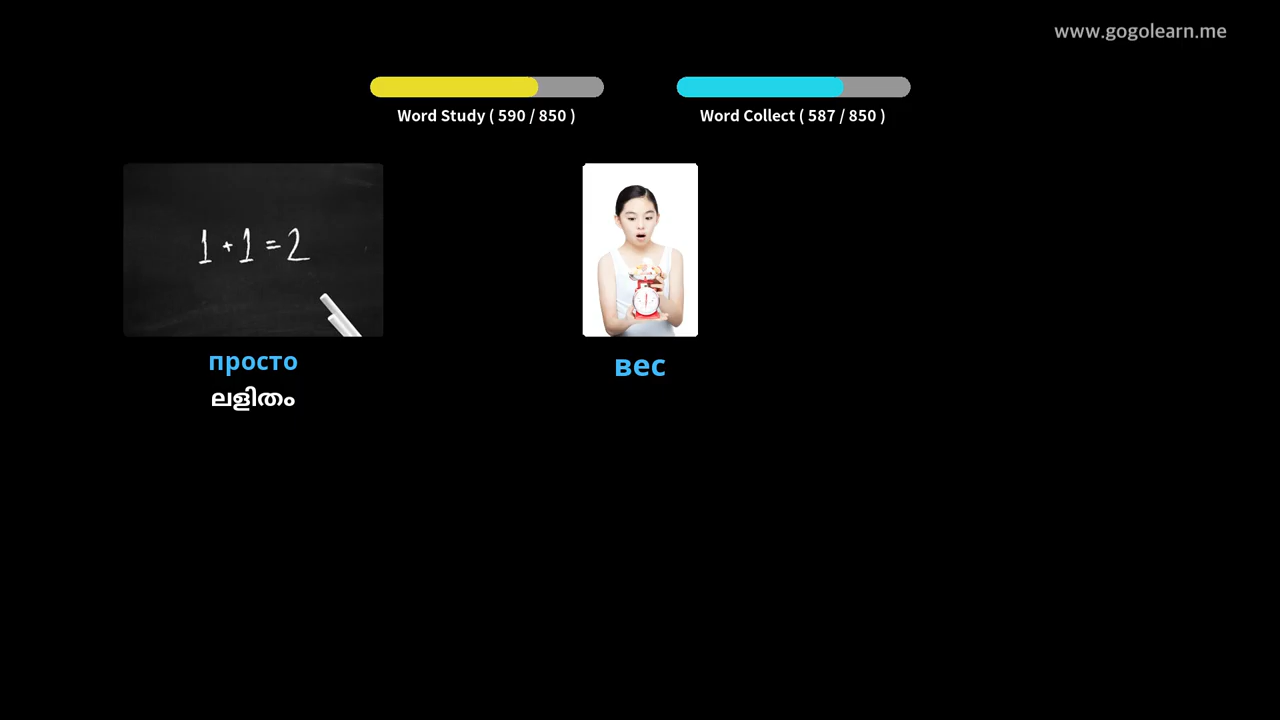 www.gogolearn.me
Word Study ( 590 / 850 )
Word Collect ( 587 / 850 )
1 + 1 = 2
просто
ലളിതം
вес